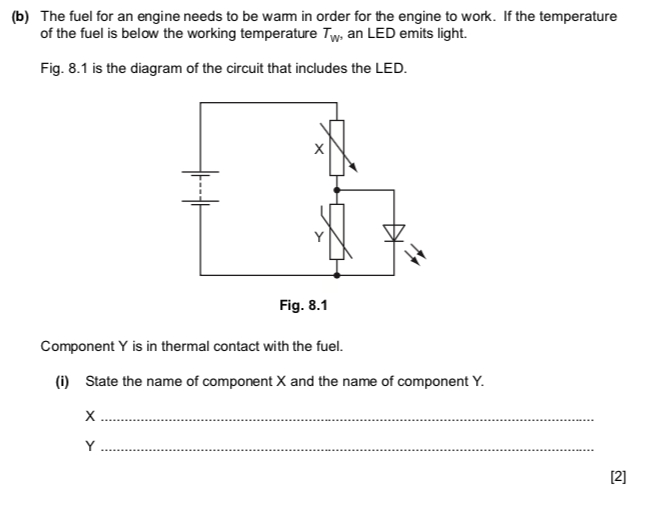 (b) The fuel for an engine needs to be warm in order for the engine to work. If the temperature
of the fuel is below the working temperature TW, an LED emits light.
Fig. 8.1 is the diagram of the circuit that includes the LED.
X
Y
Fig. 8.1
Component Y is in thermal contact with the fuel.
(i) State the name of component X and the name of component Y.
X ........................................................................................................
Y ........................................................................................................
[2]